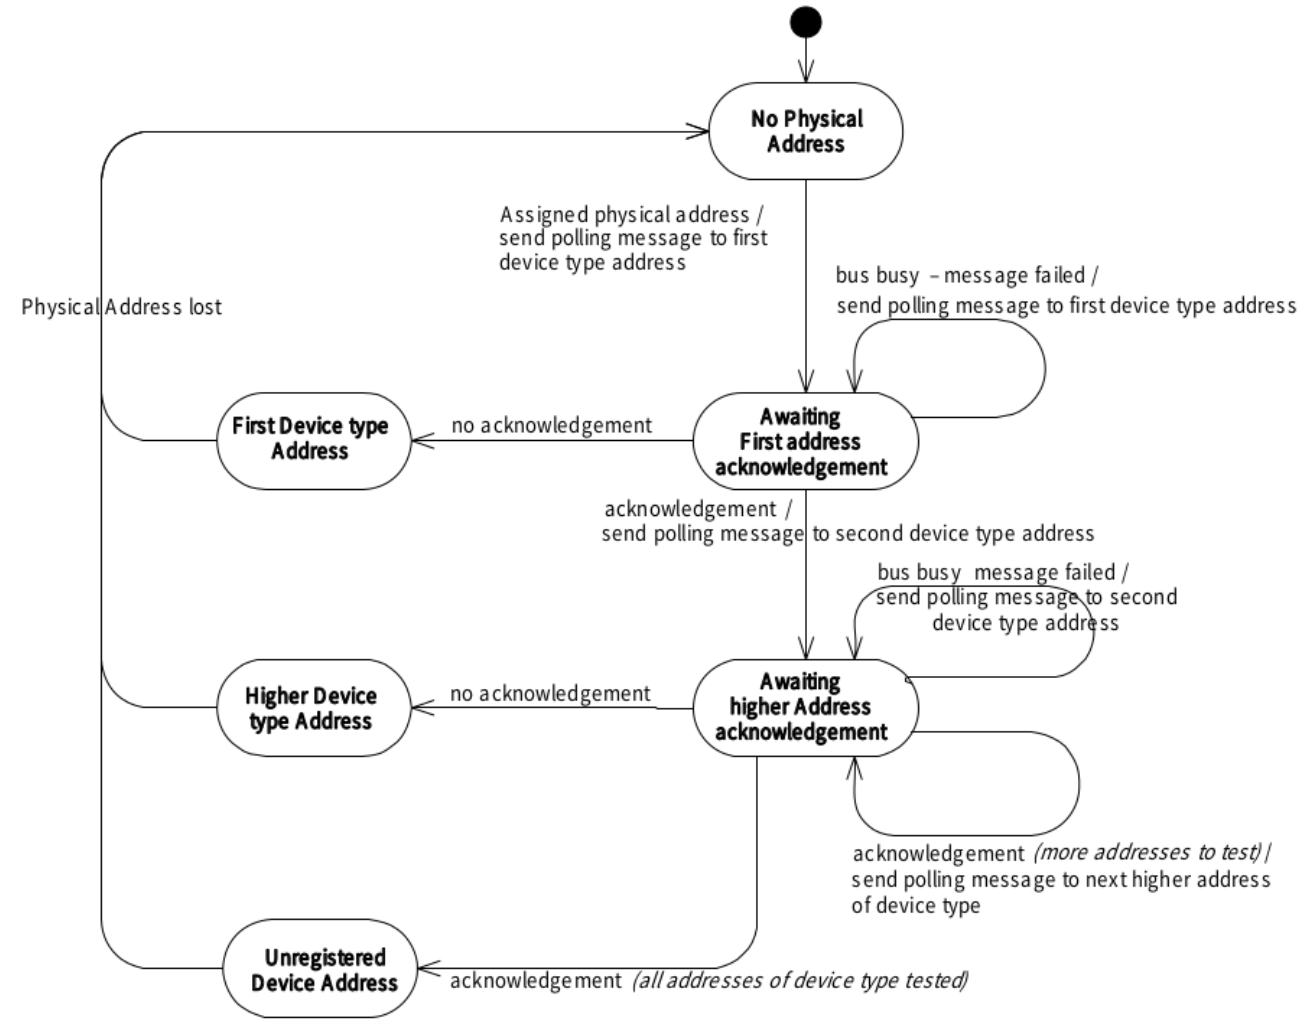 No Physical
Address
Assigned physical address /
send polling message to first
device type address
bus busy – message failed /
send polling message to first device type address
Physical Address lost
First Device type
Address
no acknowledgement
Awaiting
First address
acknowledgement
acknowledgement /
send polling message to second device type address
bus busy message failed /
send polling message to second
device type address
Higher Device
type Address
no acknowledgement
Awaiting
higher Address
acknowledgement
acknowledgement (more addresses to test) /
send polling message to next higher address
of device type
Unregistered
Device Address
acknowledgement (all addresses of device type tested)